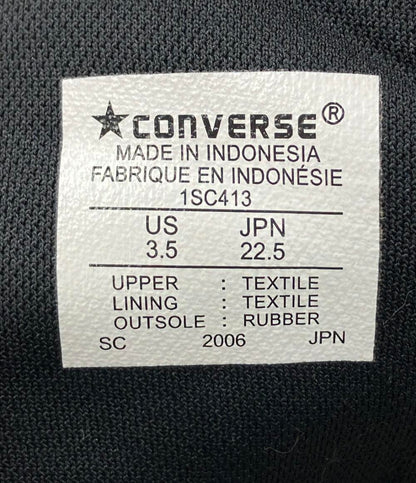 ★CONVERSE®
MADE IN INDONESIA
FABRIQUE EN INDONÉSIE
1SC413
US JPN
3.5 22.5
UPPER : TEXTILE
LINING : TEXTILE
OUTSOLE : RUBBER
SC 2006 JPN